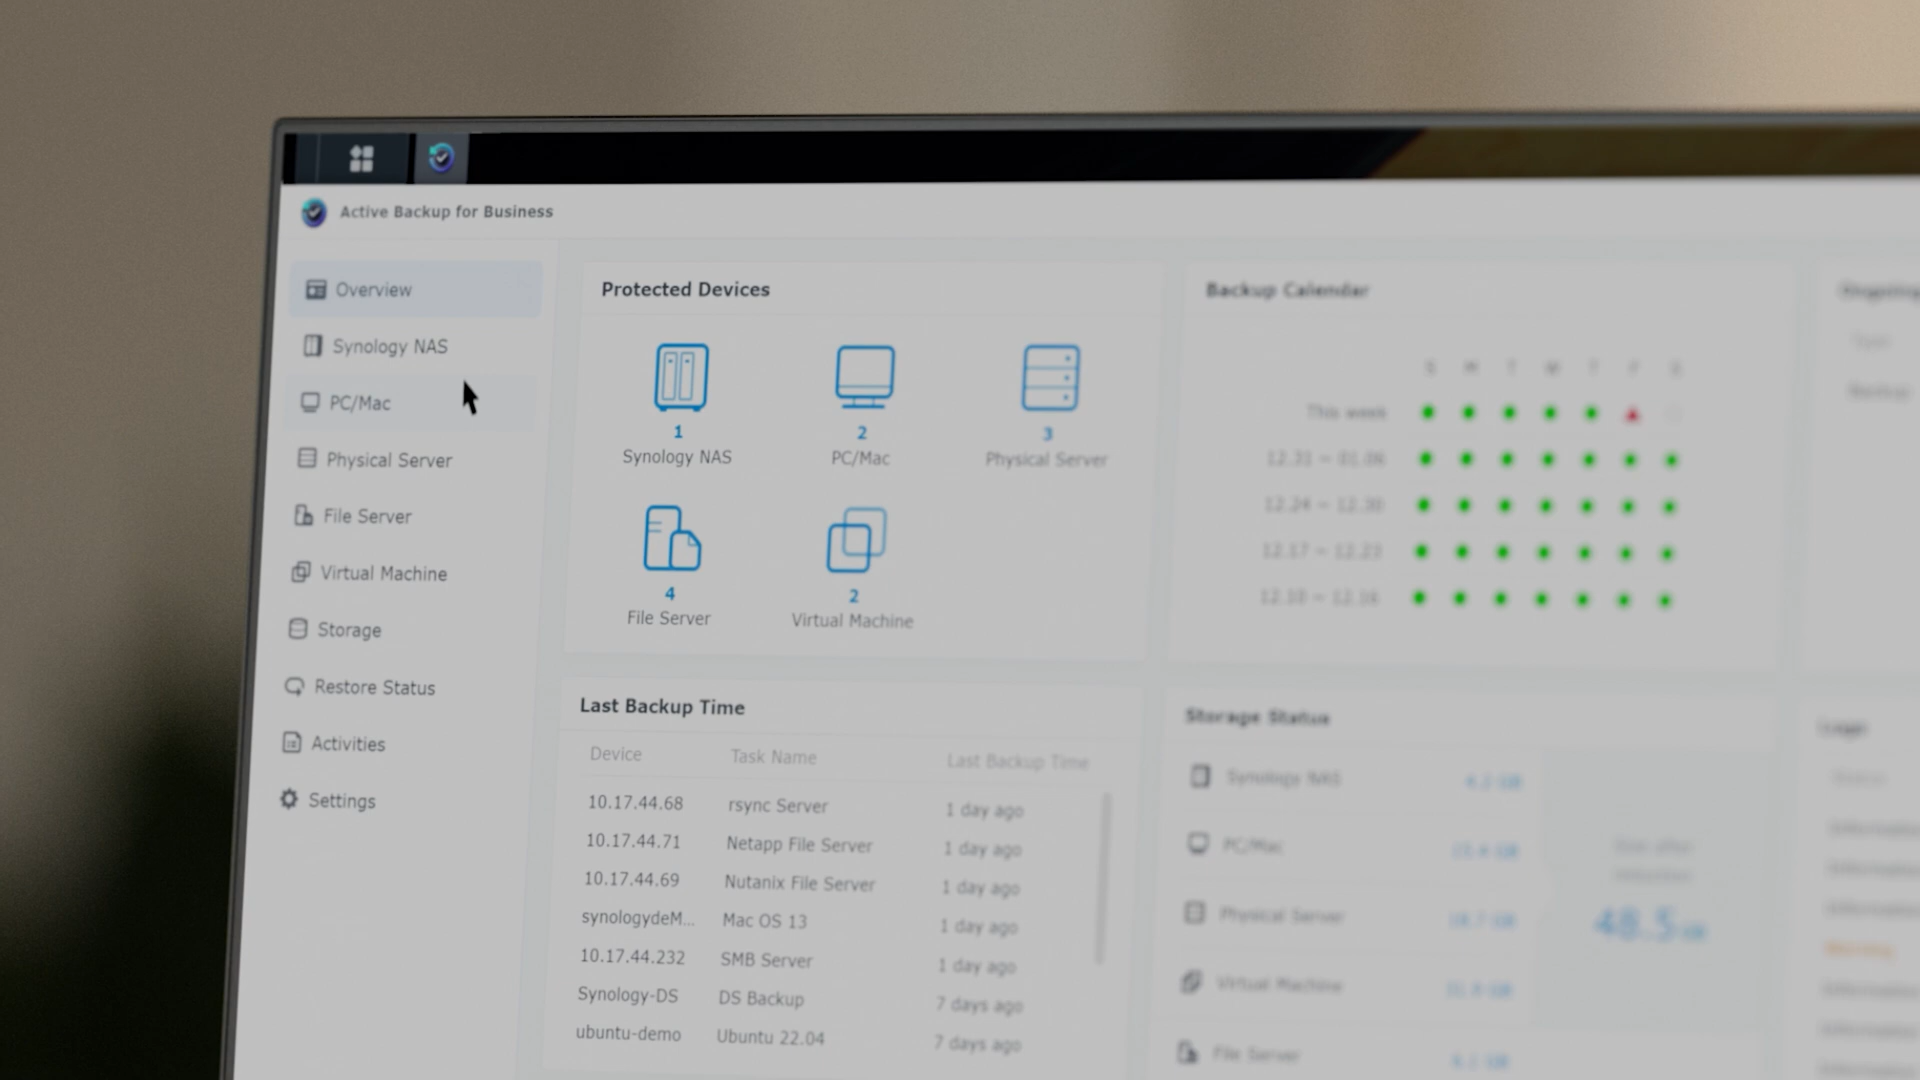 Active Backup for Business
Overview
Synology NAS
PC/Mac
Physical Server
File Server
Virtual Machine
Storage
Restore Status
Activities
Settings
Protected Devices
1
Synology NAS
2
PC/Mac
3
Physical Server
4
File Server
2
Virtual Machine
Backup Calendar
S M T W T F S
This week
12.31 ~ 01.06
12.24 ~ 12.30
12.17 ~ 12.23
12.10 ~ 12.16
Last Backup Time
Device Task Name Last Backup Time
10.17.44.68 rsync Server 1 day ago
10.17.44.71 Netapp File Server 1 day ago
10.17.44.69 Nutanix File Server 1 day ago
synologydeM... Mac OS 13 1 day ago
10.17.44.232 SMB Server 1 day ago
Synology-DS DS Backup 7 days ago
ubuntu-demo Ubuntu 22.04 7 days ago
Storage Status
Synology NAS
PC/Mac
Physical Server
Virtual Machine
File Server
48.5 GB
Logs
Warning